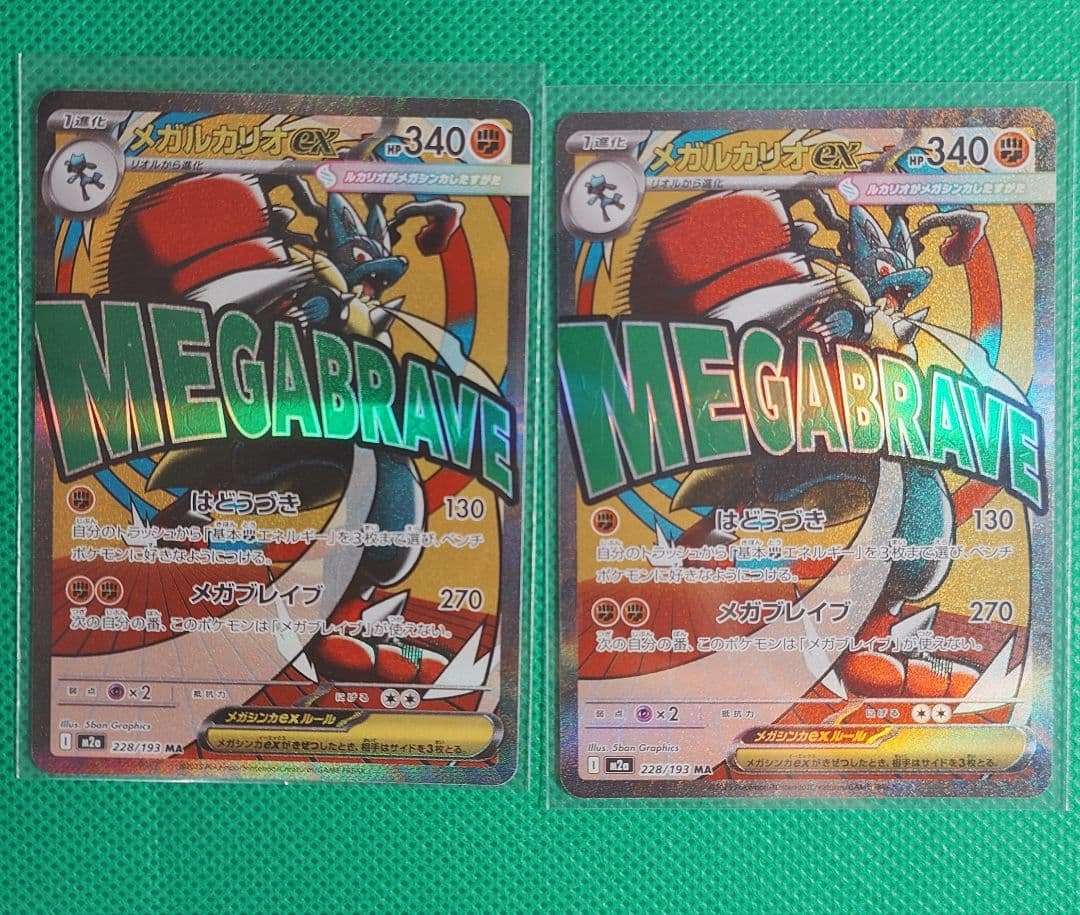 1進化
メガルカリオex
HP340
リオルから進化
ルカリオがメガシンカしたすがた
MEGABRAVE
はどうづき 130
自分のトラッシュから「基本エネルギー」を3枚まで選び、ベンチ
ポケモンに好きなようにつける。
メガブレイブ 270
次の自分の番、このポケモンは「メガブレイブ」が使えない。
弱点 ×2 抵抗力 にげる
Illus. 5ban Graphics
メガシンカexルール
メガシンカexがきぜつしたとき、相手はサイドを3枚とる。
I m2a 228/193 MA
1進化
メガルカリオex
HP340
リオルから進化
ルカリオがメガシンカしたすがた
MEGABRAVE
はどうづき 130
自分のトラッシュから「基本エネルギー」を3枚まで選び、ベンチ
ポケモンに好きなようにつける。
メガブレイブ 270
次の自分の番、このポケモンは「メガブレイブ」が使えない。
弱点 ×2 抵抗力 にげる
Illus. 5ban Graphics
メガシンカexルール
メガシンカexがきぜつしたとき、相手はサイドを3枚とる。
I m2a 228/193 MA